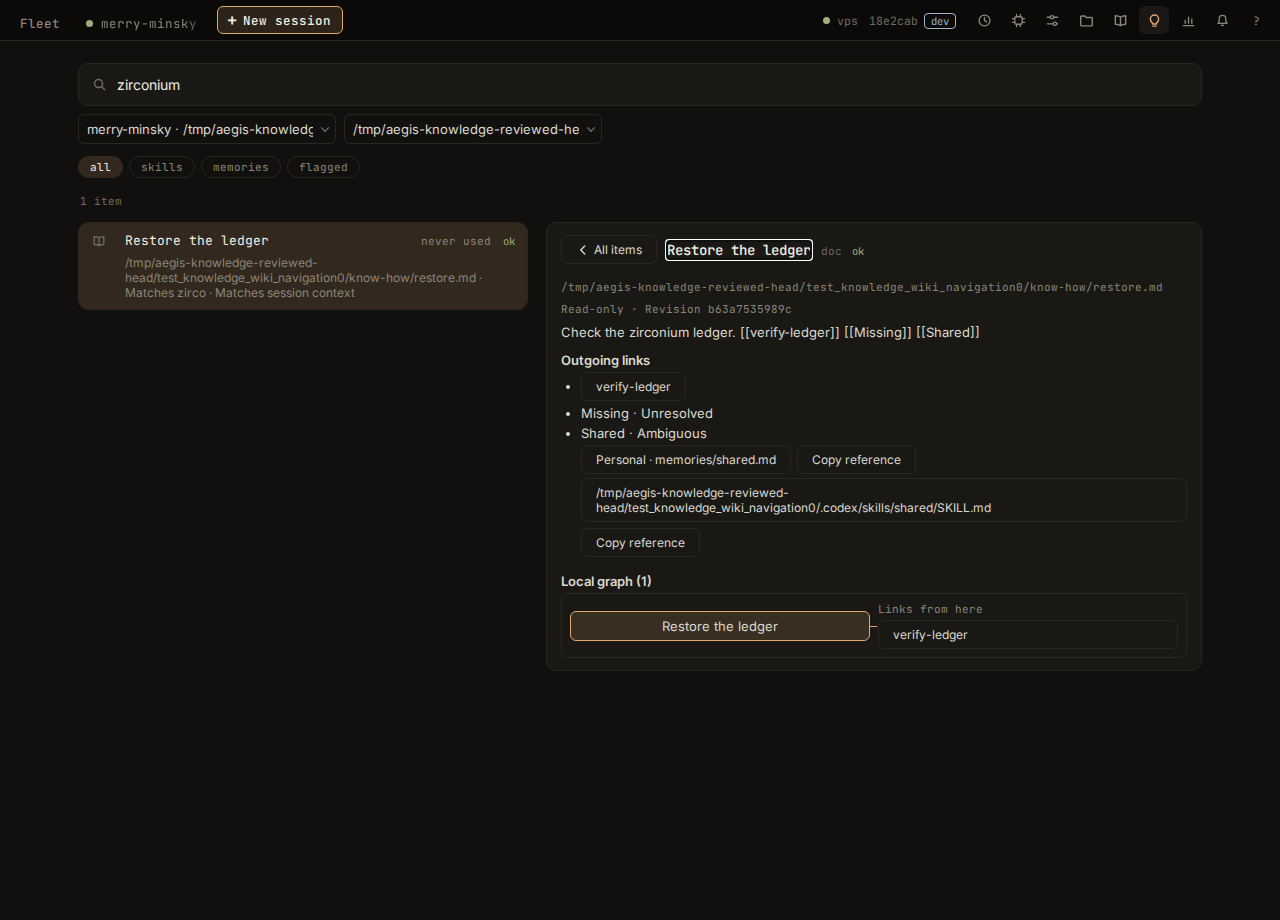 Fleet merry-minsky + New session vps 18e2cab dev ?
zirconium
merry-minsky · /tmp/aegis-knowledg /tmp/aegis-knowledge-reviewed-he
all skills memories flagged
1 item
Restore the ledger never used ok
/tmp/aegis-knowledge-reviewed-
head/test_knowledge_wiki_navigation0/know-how/restore.md ·
Matches zirco · Matches session context
All items Restore the ledger doc ok
/tmp/aegis-knowledge-reviewed-head/test_knowledge_wiki_navigation0/know-how/restore.md
Read-only · Revision b63a7535989c
Check the zirconium ledger. [[verify-ledger]] [[Missing]] [[Shared]]
Outgoing links
• verify-ledger
• Missing · Unresolved
• Shared · Ambiguous
Personal · memories/shared.md Copy reference
/tmp/aegis-knowledge-reviewed-
head/test_knowledge_wiki_navigation0/.codex/skills/shared/SKILL.md
Copy reference
Local graph (1)
Links from here
Restore the ledger
verify-ledger